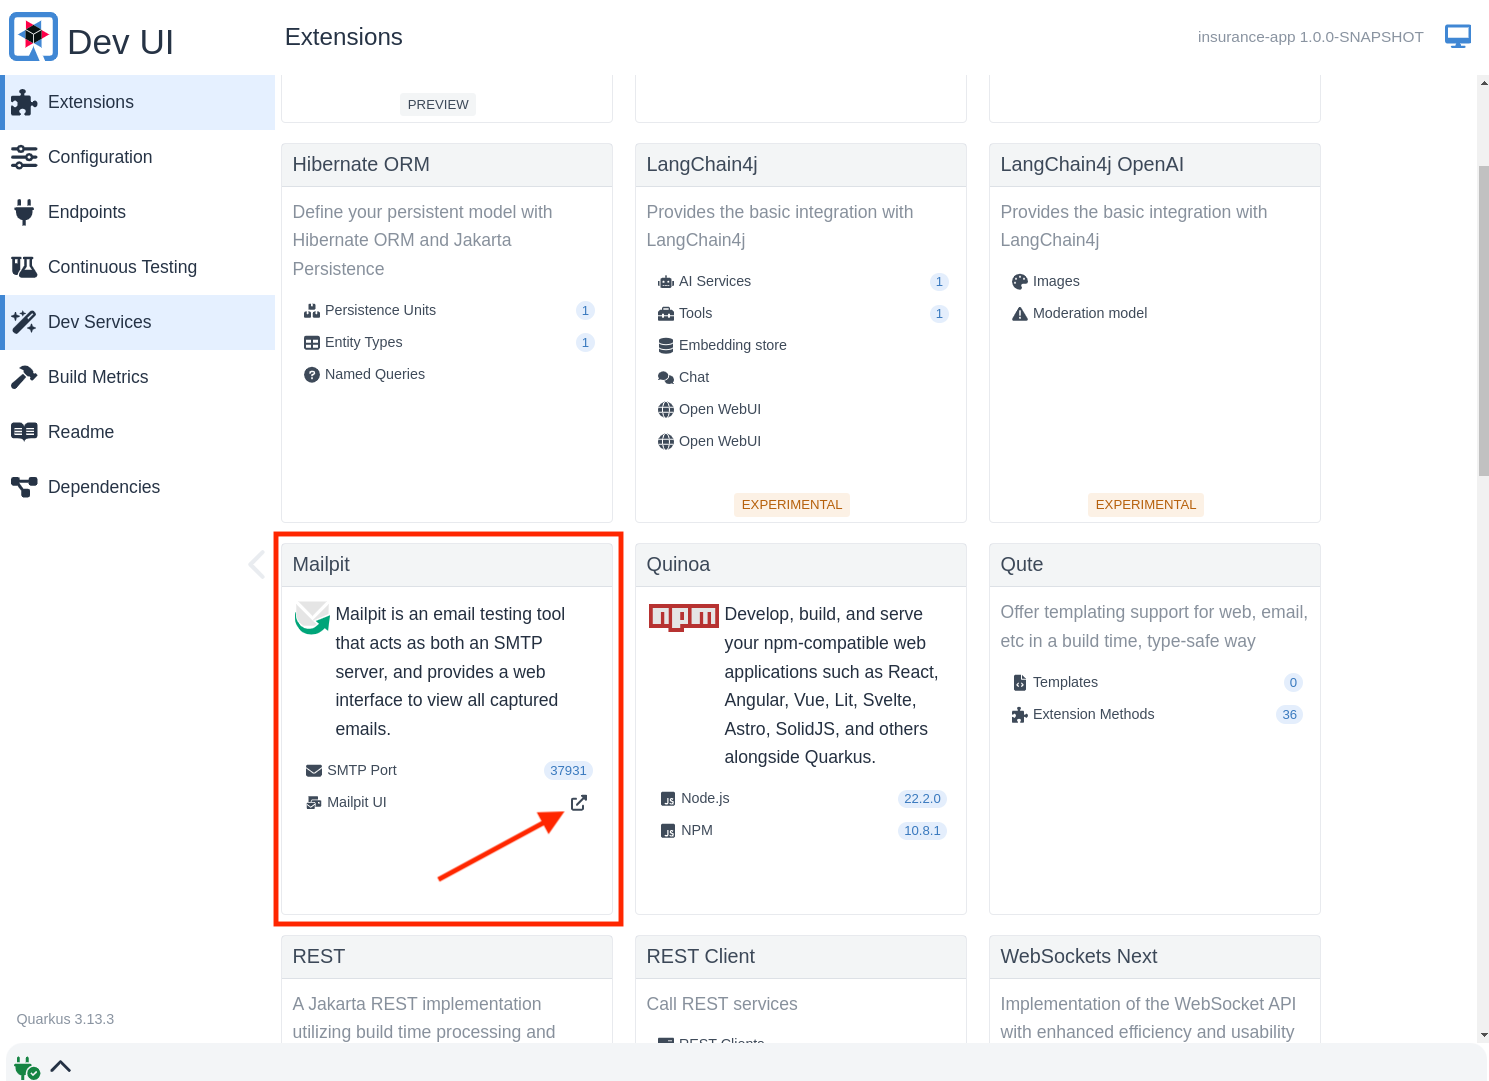 Dev UI
Extensions
insurance-app 1.0.0-SNAPSHOT
Extensions
Configuration
Endpoints
Continuous Testing
Dev Services
Build Metrics
Readme
Dependencies
Quarkus 3.13.3
PREVIEW
Hibernate ORM
Define your persistent model with
Hibernate ORM and Jakarta
Persistence
Persistence Units 1
Entity Types 1
Named Queries
LangChain4j
Provides the basic integration with
LangChain4j
AI Services 1
Tools 1
Embedding store
Chat
Open WebUI
Open WebUI
EXPERIMENTAL
LangChain4j OpenAI
Provides the basic integration with
LangChain4j
Images
Moderation model
EXPERIMENTAL
Mailpit
Mailpit is an email testing tool
that acts as both an SMTP
server, and provides a web
interface to view all captured
emails.
SMTP Port 37931
Mailpit UI
Quinoa
npm
Develop, build, and serve
your npm-compatible web
applications such as React,
Angular, Vue, Lit, Svelte,
Astro, SolidJS, and others
alongside Quarkus.
JS Node.js 22.2.0
JS NPM 10.8.1
Qute
Offer templating support for web, email,
etc in a build time, type-safe way
Templates 0
Extension Methods 36
REST
A Jakarta REST implementation
utilizing build time processing and
REST Client
Call REST services
REST Clients
WebSockets Next
Implementation of the WebSocket API
with enhanced efficiency and usability